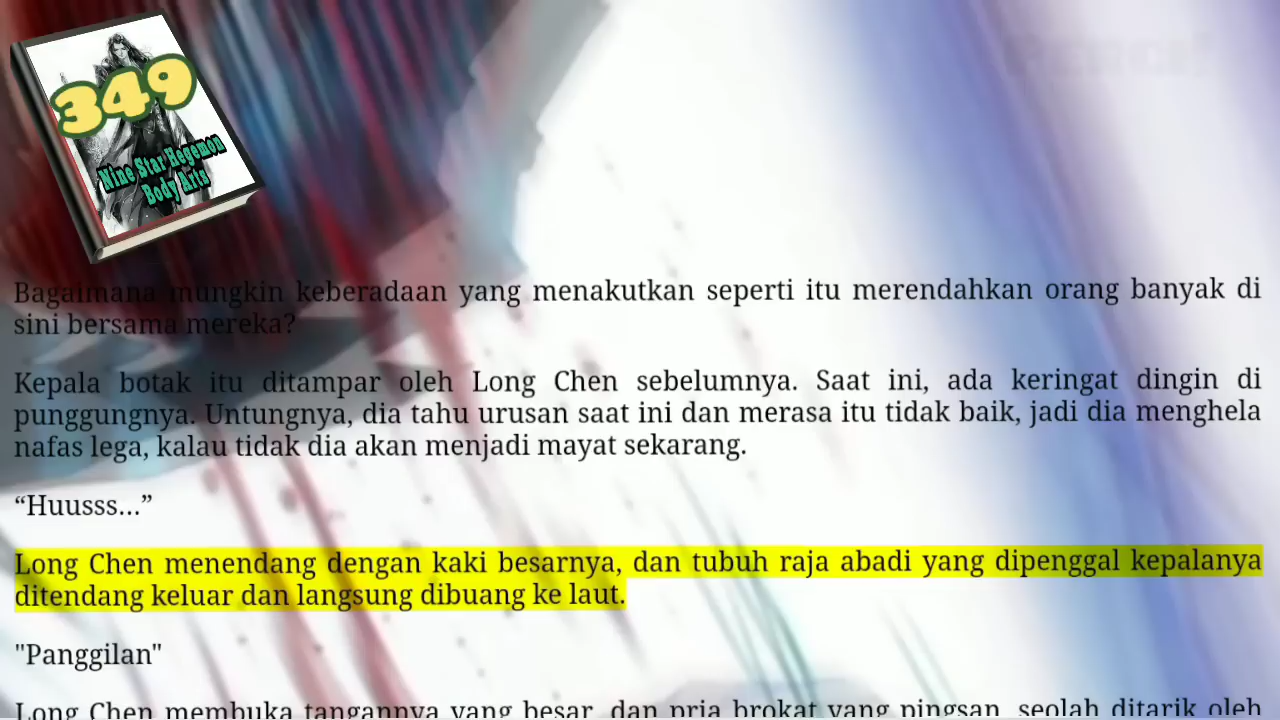 349
Nine Star Hegemon
Body Arts
Bagaimana mungkin keberadaan yang menakutkan seperti itu merendahkan orang banyak di
sini bersama mereka?
Kepala botak itu ditampar oleh Long Chen sebelumnya. Saat ini, ada keringat dingin di
punggungnya. Untungnya, dia tahu urusan saat ini dan merasa itu tidak baik, jadi dia menghela
nafas lega, kalau tidak dia akan menjadi mayat sekarang.
“Huusss...”
Long Chen menendang dengan kaki besarnya, dan tubuh raja abadi yang dipenggal kepalanya
ditendang keluar dan langsung dibuang ke laut.
"Panggilan"
Long Chen membuka tangannya yang besar, dan pria brokat yang pingsan, seolah ditarik oleh